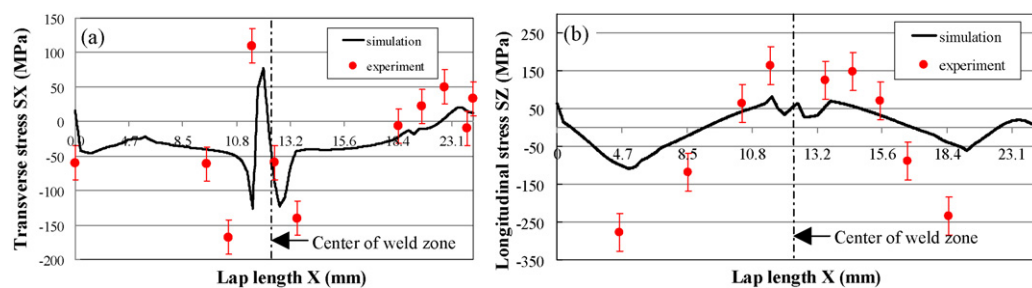 (a)
Transverse stress SX (MPa)
150
100
50
0
-50
-100
-150
-200
0.0 4.7 8.5 10.8 13.2 15.6 18.4 23.1
simulation
experiment
Center of weld zone
Lap length X (mm)
(b)
Longitudinal stress SZ (MPa)
250
150
50
-50
-150
-250
-350
0 4.7 8.5 10.8 13.2 15.6 18.4 23.1
simulation
experiment
Center of weld zone
Lap length X (mm)